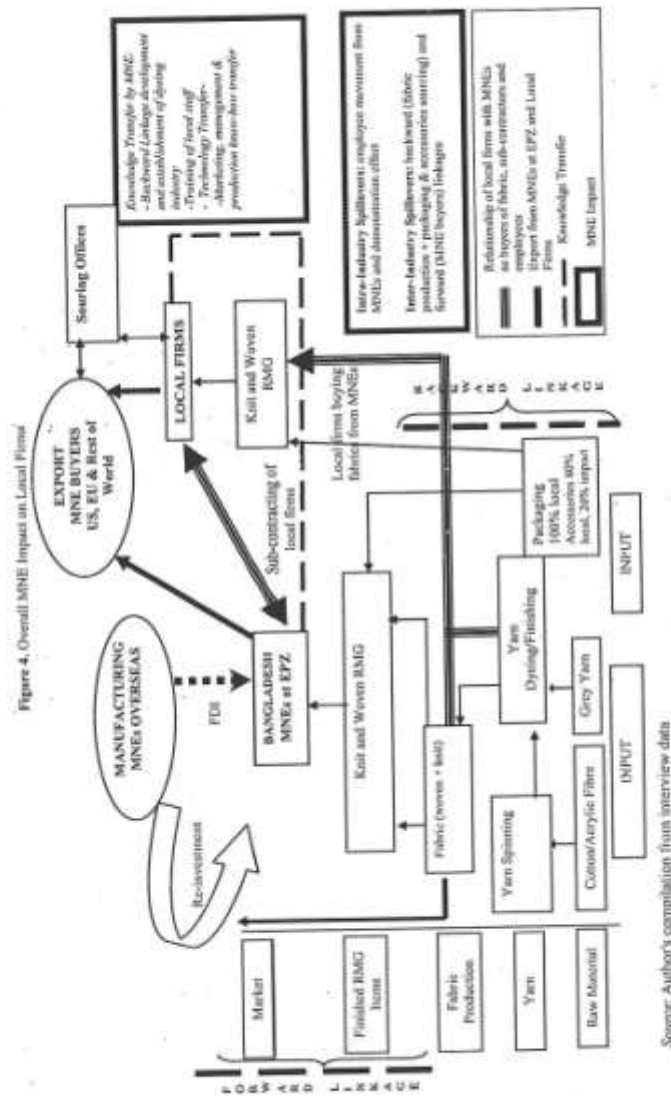 Figure 4. Overall MNE Impact on Local Firms
MANUFACTURING
MNEs OVERSEAS
EXPORT
MNE BUYERS
US, EU & Rest of
World
Souring Offices
Knowledge Transfer by MNE:
- Backward Linkage development
and establishment of dyeing
industry
-Training of local staff
- Technology Transfer-
-Marketing, management &
production know-how transfer
Re-investment
FDI
F O R W A R D L I N K A G E
Market
BANGLADESH
MNEs at EPZ
Sub-contracting of
local firms
LOCAL FIRMS
Knit and Woven
RMG
Finished RMG
Items
Knit and Woven RMG
Local firms buying
fabrics from MNEs
Intra-Industry Spillovers: employee movement from
MNEs and demonstration effect
Inter-Industry Spillovers: backward (fabric
production + packaging & accessories sourcing) and
forward (MNE buyers) linkages
Fabric
Production
Fabric (woven + knit)
B A C K W A R D L I N K A G E
Yarn
Yarn Spinning
Yarn
Dyeing/Finishing
Packaging
100% local
Accessories 80%
local, 20% impact
Relationship of local firms with MNEs
as buyers of fabric, sub-contractors and
employees
Export from MNEs at EPZ and Local
Firms
Knowledge Transfer
MNE Impact
Raw Material
Cotton/Acrylic Fibre
Grey Yarn
INPUT
INPUT
Source: Author's compilation from interview data